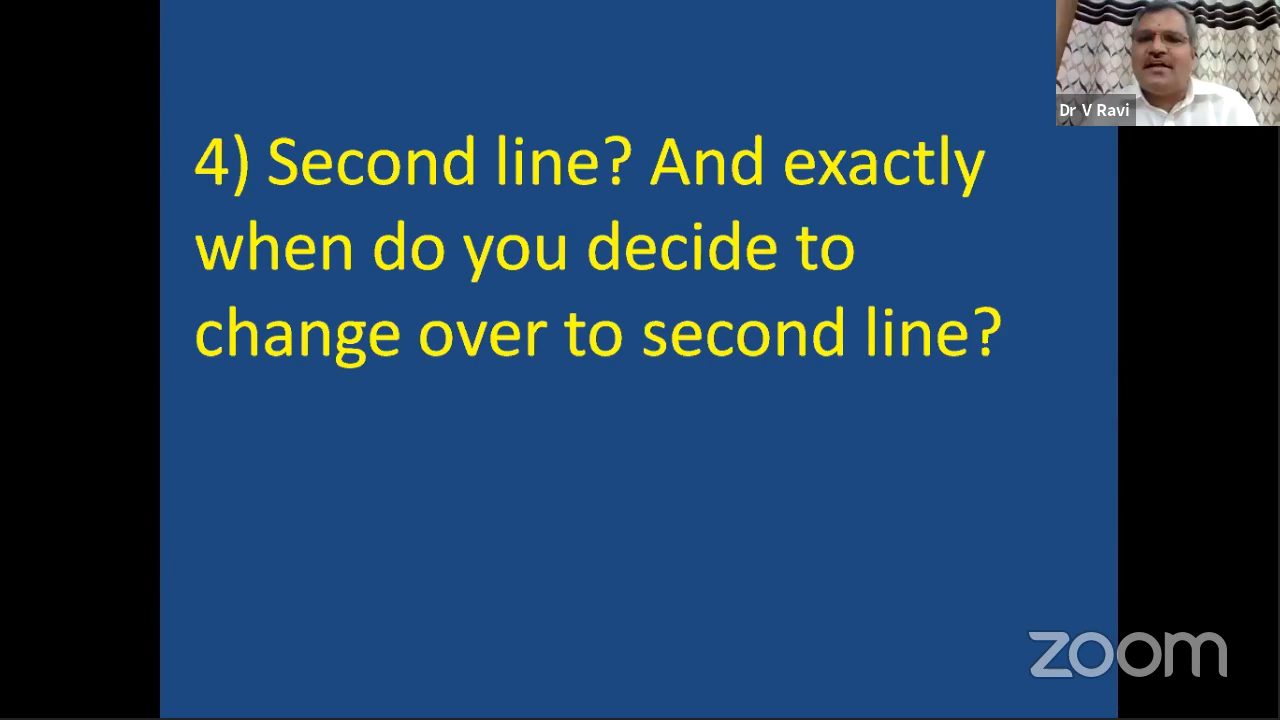 Dr V Ravi
4) Second line? And exactly
when do you decide to
change over to second line?
zoom